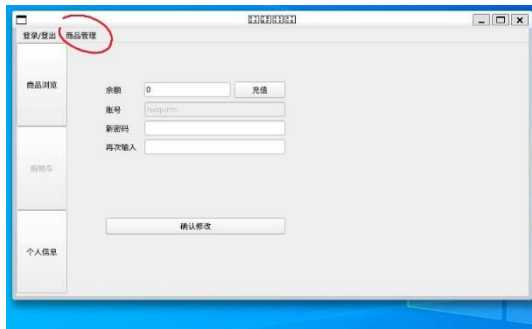 登录/登出 商品管理
商品浏览
余额 0 充值
账号 ruiqurm
新密码
再次输入
购物车
确认修改
个人信息